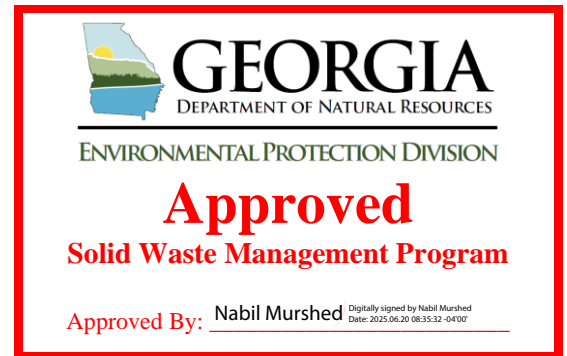 GEORGIA
DEPARTMENT OF NATURAL RESOURCES
ENVIRONMENTAL PROTECTION DIVISION
Approved
Solid Waste Management Program
Approved By: Nabil Murshed Digitally signed by Nabil Murshed
Date: 2025.06.20 08:35:32 -04'00'